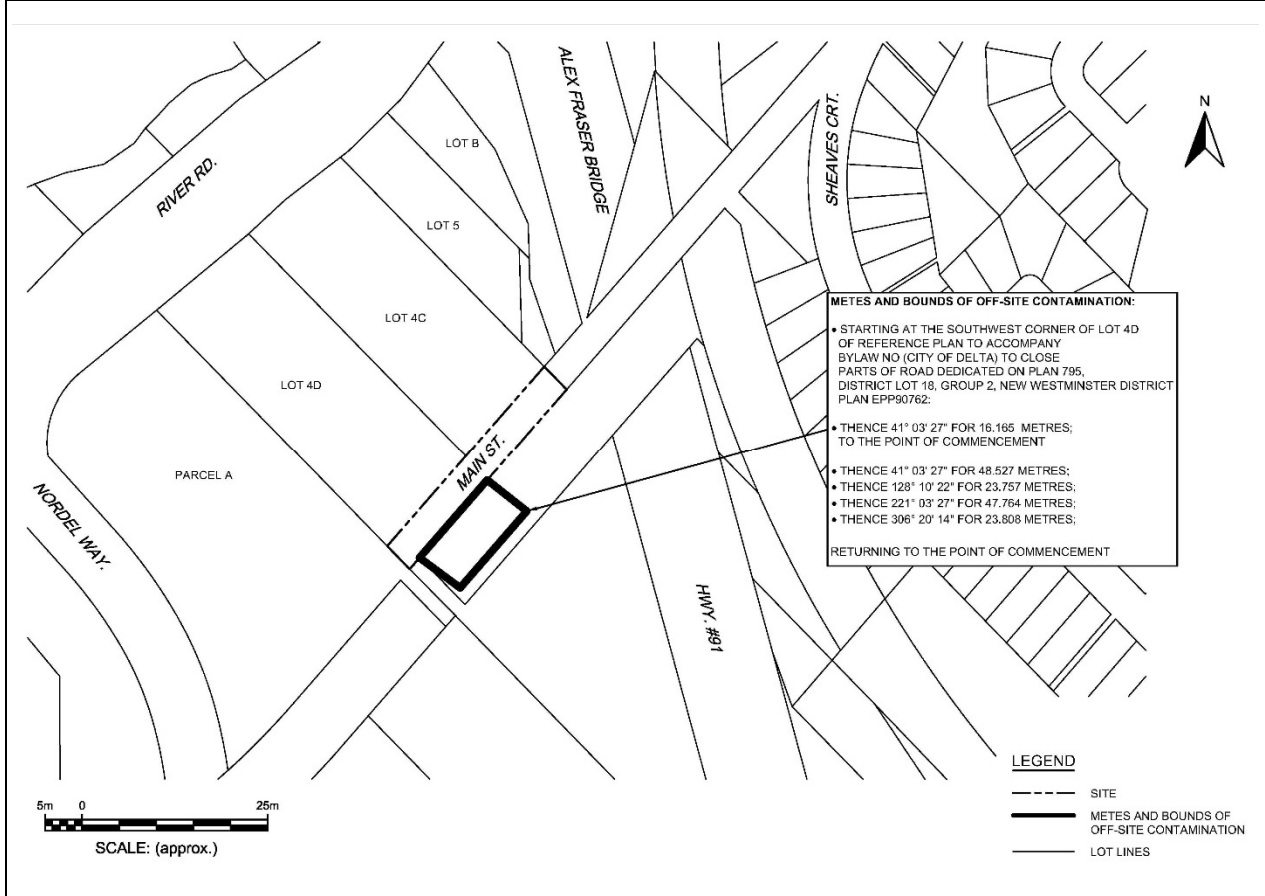 ALEX FRASER BRIDGE
SHEAVES CRT.
N
LOT B
RIVER RD.
LOT 5
LOT 4C
LOT 4D
MAIN ST.
PARCEL A
NORDEL WAY.
HWY. #91
METES AND BOUNDS OF OFF-SITE CONTAMINATION:
• STARTING AT THE SOUTHWEST CORNER OF LOT 4D
OF REFERENCE PLAN TO ACCOMPANY
BYLAW NO (CITY OF DELTA) TO CLOSE
PARTS OF ROAD DEDICATED ON PLAN 795,
DISTRICT LOT 18, GROUP 2, NEW WESTMINSTER DISTRICT
PLAN EPP90762:
• THENCE 41° 03' 27" FOR 16.165 METRES;
TO THE POINT OF COMMENCEMENT
• THENCE 41° 03' 27" FOR 48.527 METRES;
• THENCE 128° 10' 22" FOR 23.757 METRES;
• THENCE 221° 03' 27" FOR 47.764 METRES;
• THENCE 306° 20' 14" FOR 23.808 METRES;
RETURNING TO THE POINT OF COMMENCEMENT
LEGEND
SITE
METES AND BOUNDS OF
OFF-SITE CONTAMINATION
LOT LINES
5m 0 25m
SCALE: (approx.)